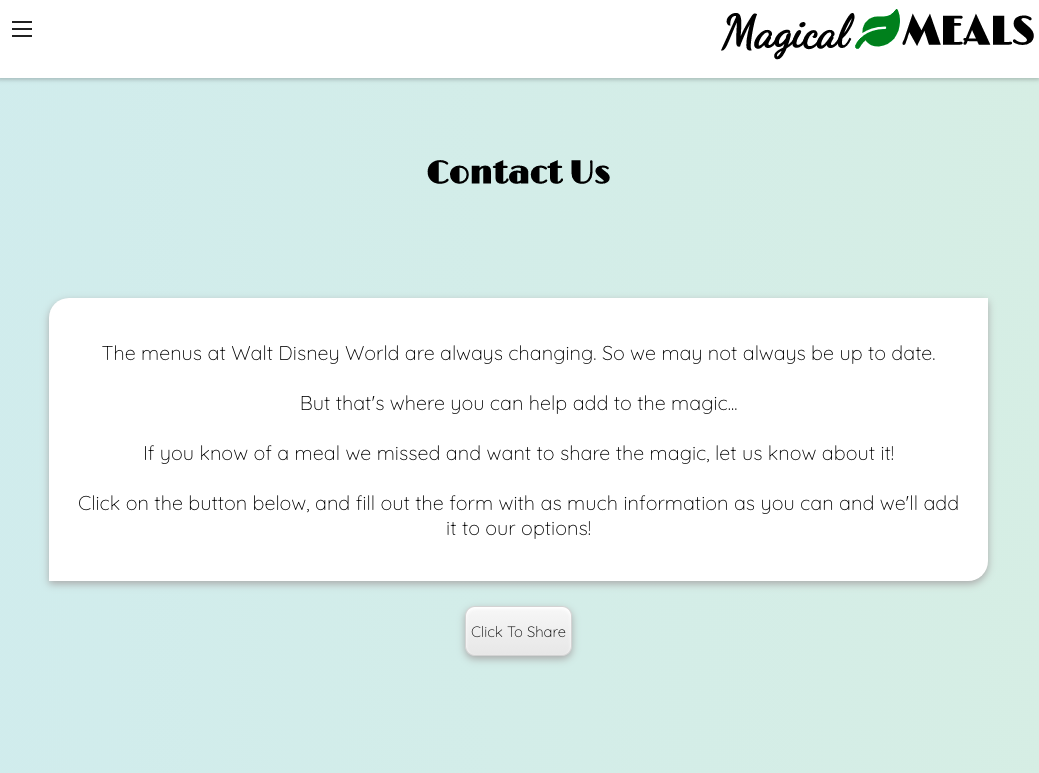 Magical MEALS
Contact Us
The menus at Walt Disney World are always changing. So we may not always be up to date.
But that's where you can help add to the magic...
If you know of a meal we missed and want to share the magic, let us know about it!
Click on the button below, and fill out the form with as much information as you can and we'll add
it to our options!
Click To Share